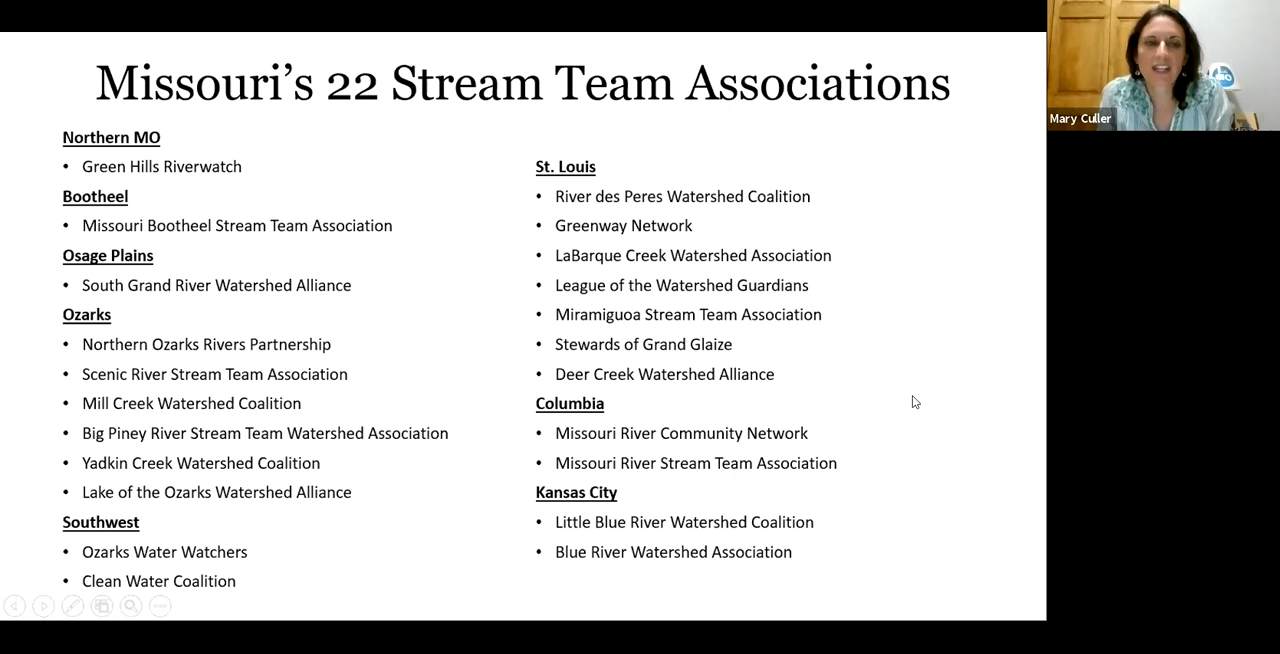 Missouri’s 22 Stream Team Associations
Northern MO
• Green Hills Riverwatch
Bootheel
• Missouri Bootheel Stream Team Association
Osage Plains
• South Grand River Watershed Alliance
Ozarks
• Northern Ozarks Rivers Partnership
• Scenic River Stream Team Association
• Mill Creek Watershed Coalition
• Big Piney River Stream Team Watershed Association
• Yadkin Creek Watershed Coalition
• Lake of the Ozarks Watershed Alliance
Southwest
• Ozarks Water Watchers
• Clean Water Coalition
St. Louis
• River des Peres Watershed Coalition
• Greenway Network
• LaBarque Creek Watershed Association
• League of the Watershed Guardians
• Miramiguoa Stream Team Association
• Stewards of Grand Glaize
• Deer Creek Watershed Alliance
Columbia
• Missouri River Community Network
• Missouri River Stream Team Association
Kansas City
• Little Blue River Watershed Coalition
• Blue River Watershed Association
Mary Culler
MO